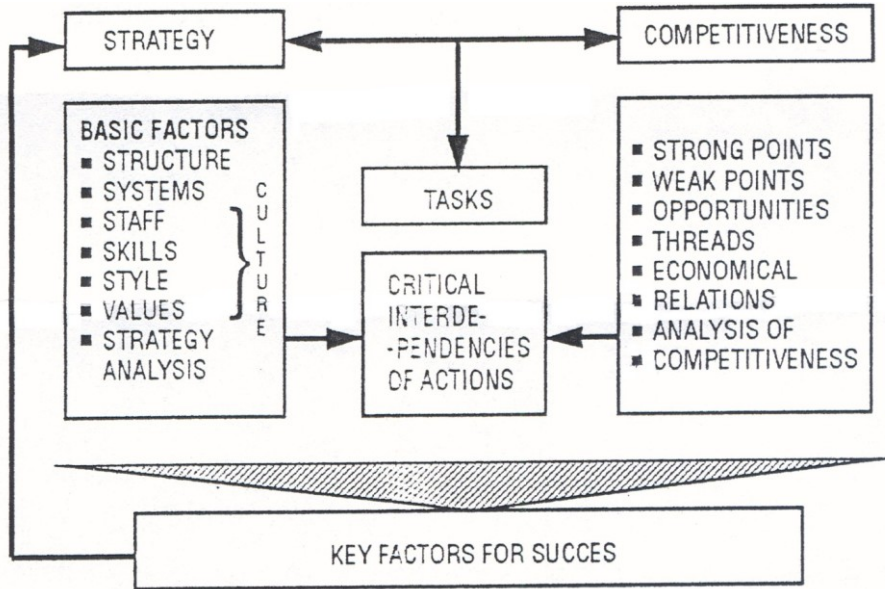 STRATEGY
COMPETITIVENESS
BASIC FACTORS
■ STRUCTURE
■ SYSTEMS
■ STAFF
■ SKILLS
■ STYLE
■ VALUES
■ STRATEGY
ANALYSIS
CULTURE
TASKS
CRITICAL
INTERDE-
-PENDENCIES
OF ACTIONS
■ STRONG POINTS
■ WEAK POINTS
■ OPPORTUNITIES
■ THREADS
■ ECONOMICAL
■ RELATIONS
■ ANALYSIS OF
■ COMPETITIVENESS
KEY FACTORS FOR SUCCES